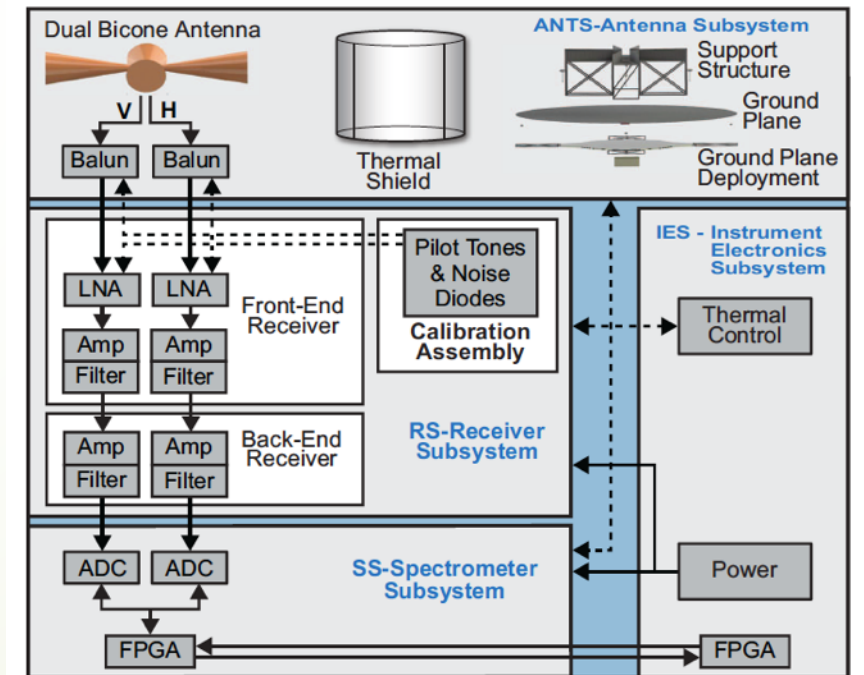 Dual Bicone Antenna
ANTS-Antenna Subsystem
Support
Structure
Ground
Plane
Ground Plane
Deployment
Thermal
Shield
V H
Balun Balun
IES - Instrument
Electronics
Subsystem
Pilot Tones
& Noise
Diodes
Calibration
Assembly
LNA LNA
Front-End
Receiver
Amp Amp
Filter Filter
Thermal
Control
Back-End
Receiver
Amp Amp
Filter Filter
RS-Receiver
Subsystem
ADC ADC
SS-Spectrometer
Subsystem
Power
FPGA FPGA